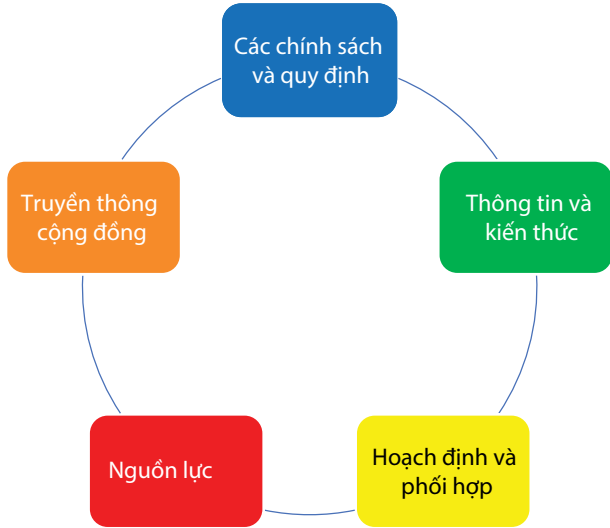 Các chính sách
và quy định
Truyền thông
cộng đồng
Thông tin và
kiến thức
Nguồn lực
Hoạch định và
phối hợp